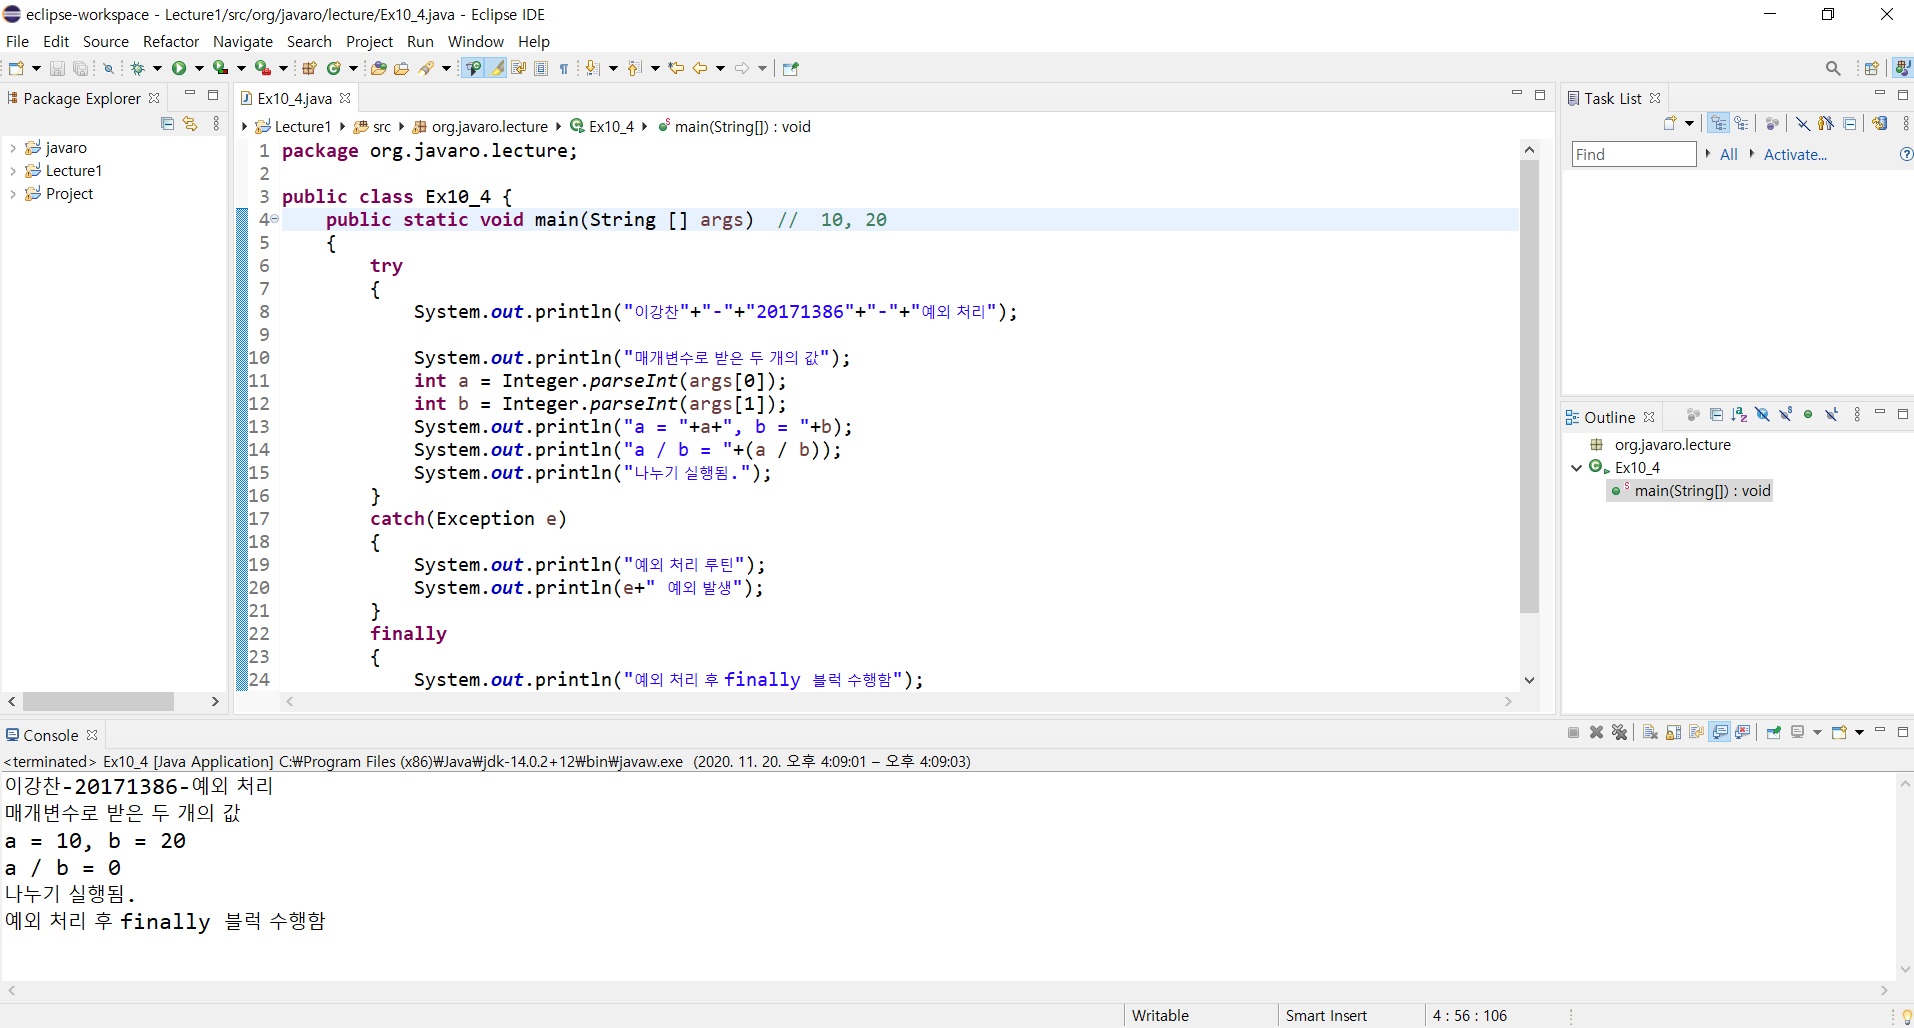 eclipse-workspace - Lecture1/src/org/javaro/lecture/Ex10_4.java - Eclipse IDE
File Edit Source Refactor Navigate Search Project Run Window Help
Package Explorer
javaro
Lecture1
Project
Ex10_4.java
Lecture1 src org.javaro.lecture Ex10_4 main(String[]) : void
1 package org.javaro.lecture;
2
3 public class Ex10_4 {
4 public static void main(String [] args) // 10, 20
5 {
6 try
7 {
8 System.out.println("이강찬"+"-"+"20171386"+"-"+"예외 처리");
9
10 System.out.println("매개변수로 받은 두 개의 값");
11 int a = Integer.parseInt(args[0]);
12 int b = Integer.parseInt(args[1]);
13 System.out.println("a = "+a+", b = "+b);
14 System.out.println("a / b = "+(a / b));
15 System.out.println("나누기 실행됨.");
16 }
17 catch(Exception e)
18 {
19 System.out.println("예외 처리 루틴");
20 System.out.println(e+" 예외 발생");
21 }
22 finally
23 {
24 System.out.println("예외 처리 후 finally 블럭 수행함");
Task List
Find All Activate...
Outline
org.javaro.lecture
Ex10_4
main(String[]) : void
Console
<terminated> Ex10_4 [Java Application] C:₩Program Files (x86)₩Java₩jdk-14.0.2+12₩bin₩javaw.exe (2020. 11. 20. 오후 4:09:01 – 오후 4:09:03)
이강찬-20171386-예외 처리
매개변수로 받은 두 개의 값
a = 10, b = 20
a / b = 0
나누기 실행됨.
예외 처리 후 finally 블럭 수행함
Writable Smart Insert 4 : 56 : 106